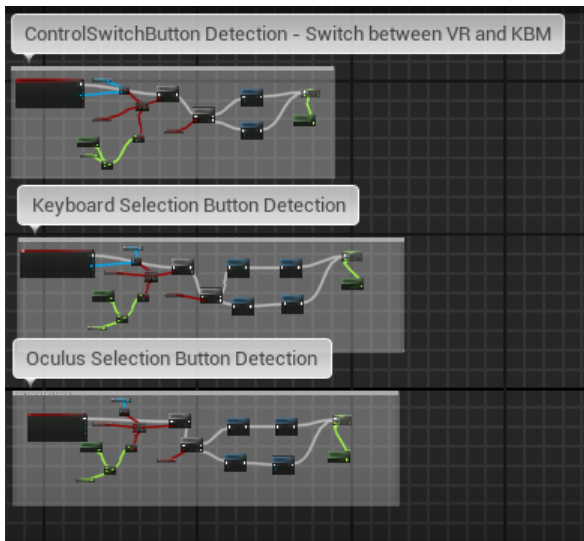 ControlSwitchButton Detection - Switch between VR and KBM
Keyboard Selection Button Detection
Oculus Selection Button Detection